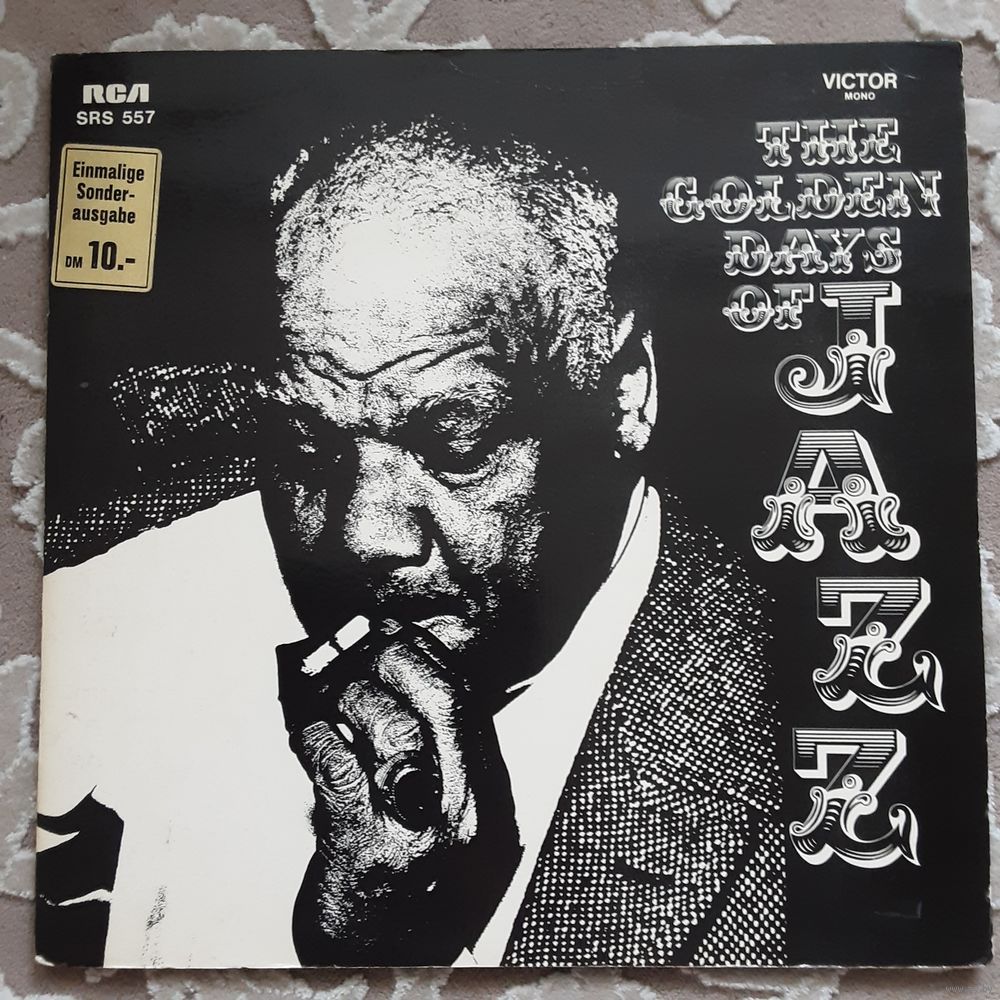 RCA
SRS 557
Einmalige
Sonder-
ausgabe
DM 10.-
VICTOR
MONO
THE
GOLDEN
DAYS
OF
JAZZ